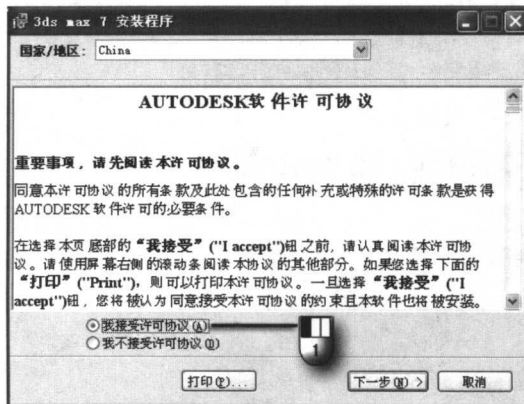 3ds max 7 安装程序
国家/地区： China
AUTODESK软件许可协议
重要事项，请先阅读本许可协议。
同意本许可协议的所有条款及此处包含的任何补充或特殊的许可条款是获得
AUTODESK软件许可的必要条件。
在选择本页底部的“我接受” ("I accept")钮之前，请认真阅读本许可协
议。请使用屏幕右侧的滚动条阅读本协议的其他部分。如果您选择下面的
“打印” ("Print")，则可以打印本许可协议。一旦选择“我接受” ("I
accept")钮，您将被认为同意接受本许可协议的约束且本软件也将被安装。
我接受许可协议(A)
1
我不接受许可协议(D)
打印(P)... 下一步(N) > 取消